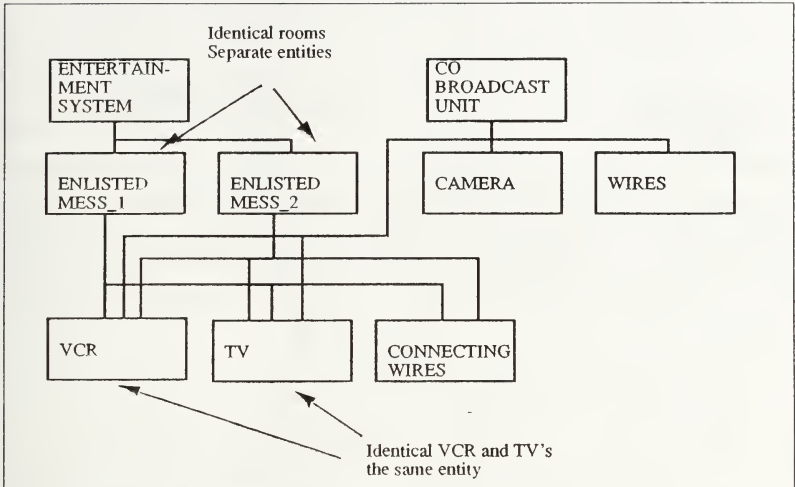 Identical rooms
Separate entities
ENTERTAIN-
MENT
SYSTEM
CO
BROADCAST
UNIT
ENLISTED
MESS_1
ENLISTED
MESS_2
CAMERA
WIRES
VCR
TV
CONNECTING
WIRES
Identical VCR and TV's
the same entity